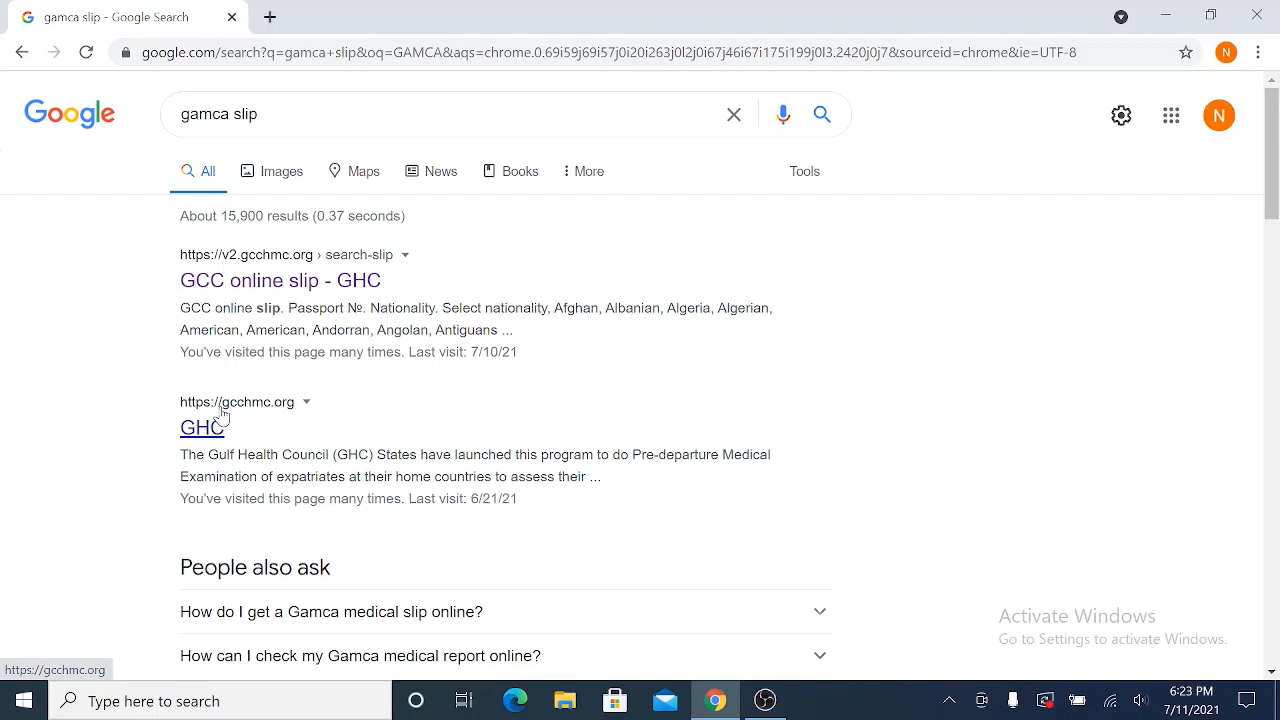 gamca slip - Google Search
google.com/search?q=gamca+slip&oq=GAMCA&aqs=chrome.0.69i59j69i57j0i20i263j0l2j0i67j46i67i175i199j0l3.2420j0j7&sourceid=chrome&ie=UTF-8
N
Google
gamca slip
N
All
Images
Maps
News
Books
More
Tools
About 15,900 results (0.37 seconds)
https://v2.gcchmc.org › search-slip
GCC online slip - GHC
GCC online slip. Passport №. Nationality. Select nationality, Afghan, Albanian, Algeria, Algerian,
American, American, Andorran, Angolan, Antiguans ...
You've visited this page many times. Last visit: 7/10/21
https://gcchmc.org
GHC
The Gulf Health Council (GHC) States have launched this program to do Pre-departure Medical
Examination of expatriates at their home countries to assess their ...
You've visited this page many times. Last visit: 6/21/21
People also ask
How do I get a Gamca medical slip online?
How can I check my Gamca medical report online?
Activate Windows
Go to Settings to activate Windows.
https://gcchmc.org
Type here to search
6:23 PM
7/11/2021